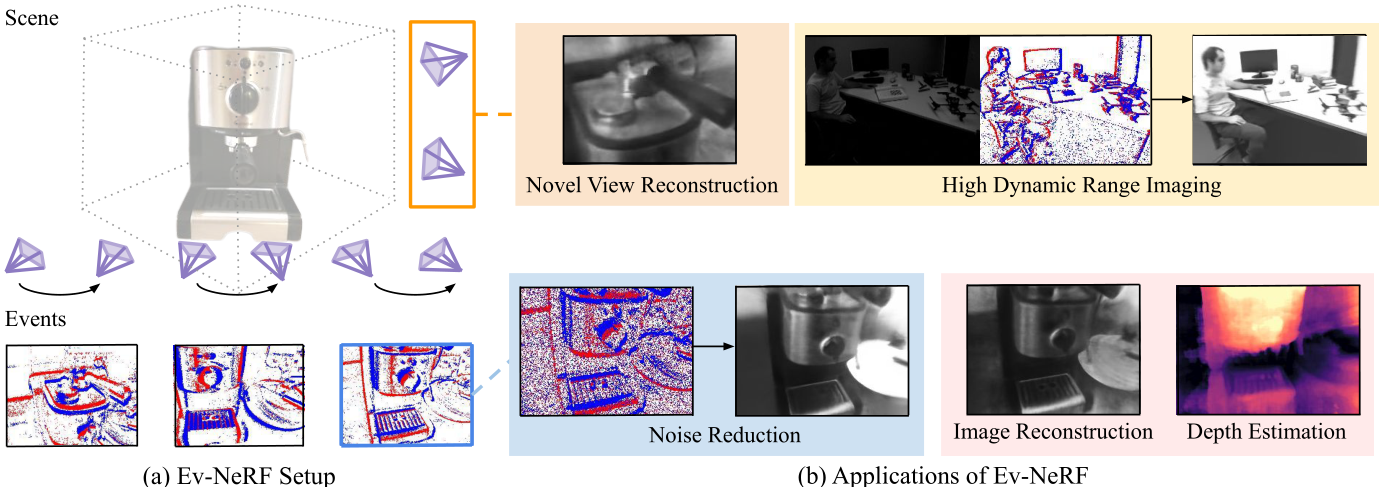 Scene
Novel View Reconstruction
High Dynamic Range Imaging
Events
Noise Reduction
Image Reconstruction
Depth Estimation
(a) Ev-NeRF Setup
(b) Applications of Ev-NeRF